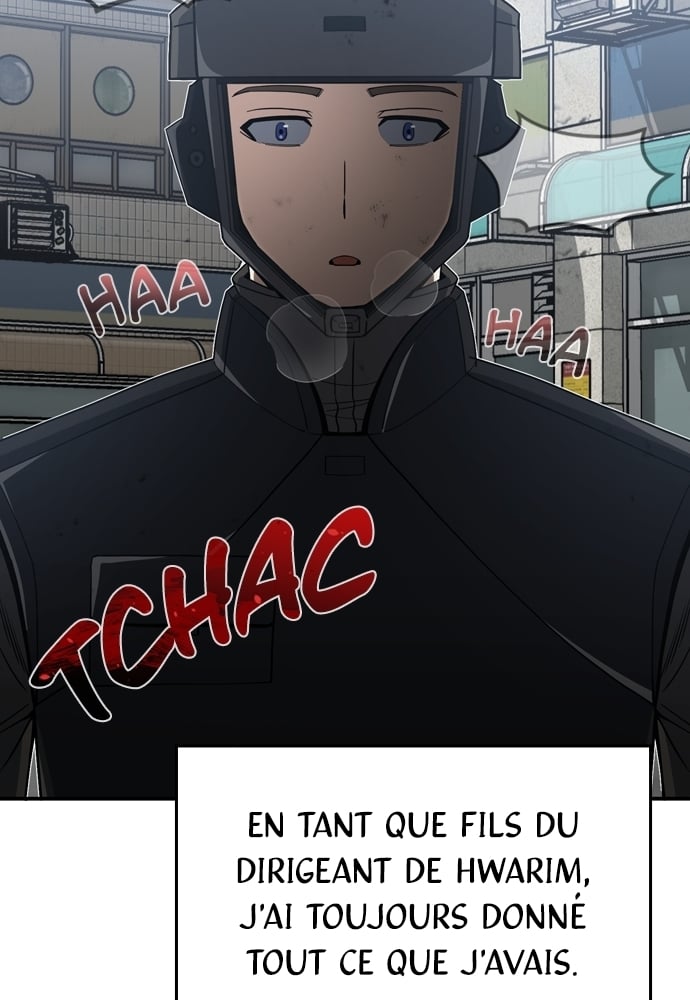 HAA
HAA
TCHAC
EN TANT QUE FILS DU
DIRIGEANT DE HWARIM,
J'AI TOUJOURS DONNÉ
TOUT CE QUE J'AVAIS.